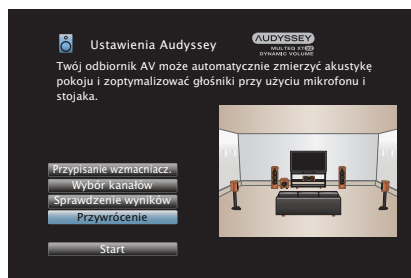 Ustawienia Audyssey
AUDYSSEY
MULTEQ XT32
DYNAMIC VOLUME
Twój odbiornik AV może automatycznie zmierzyć akustykę
pokoju i zoptymalizować głośniki przy użyciu mikrofonu i
stojaka.
Przypisanie wzmacniacz.
Wybór kanałów
Sprawdzenie wyników
Przywrócenie
Start